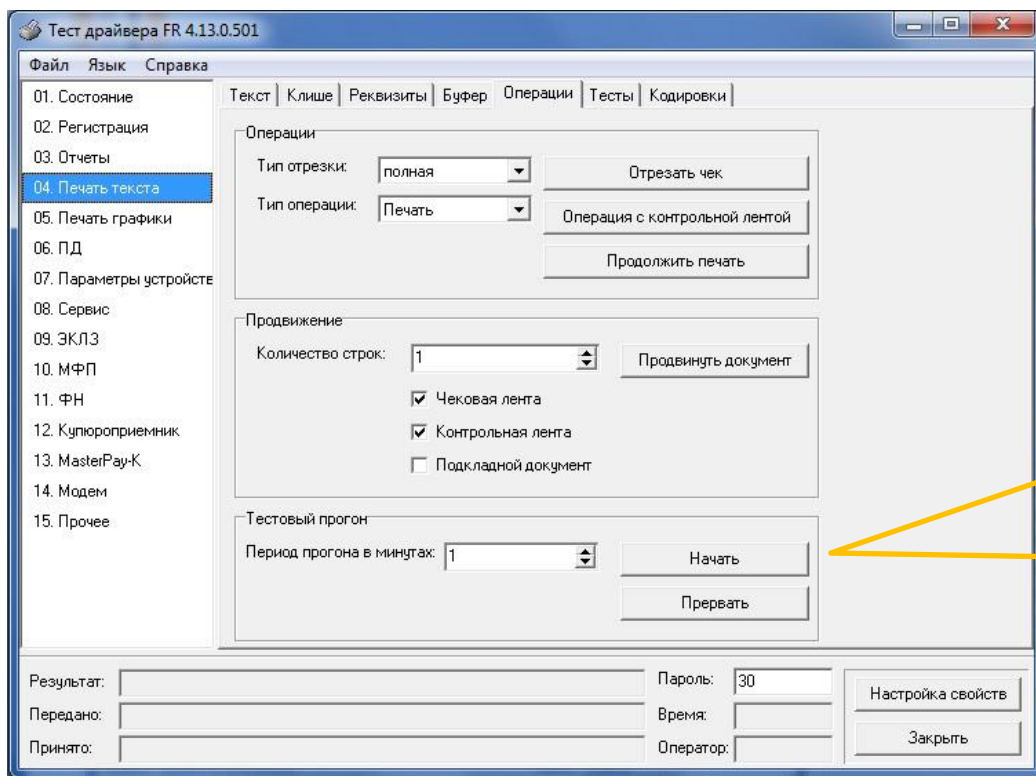 Тест драйвера FR 4.13.0.501
Файл Язык Справка
01. Состояние
02. Регистрация
03. Отчеты
04. Печать текста
05. Печать графики
06. ПД
07. Параметры устройств
08. Сервис
09. ЭКЛЗ
10. МФП
11. ФН
12. Купюроприемник
13. MasterPay-K
14. Модем
15. Прочее
Текст Клише Реквизиты Буфер Операции Тесты Кодировки
Операции
Тип отрезки: полная Отрезать чек
Тип операции: Печать Операция с контрольной лентой
Продолжить печать
Продвижение
Количество строк: 1 Продвинуть документ
Чековая лента
Контрольная лента
Подкладной документ
Тестовый прогон
Период прогона в минутах: 1 Начать
Прервать
Результат: Пароль: 30 Настройка свойств
Передано: Время:
Принято: Оператор: Закрыть